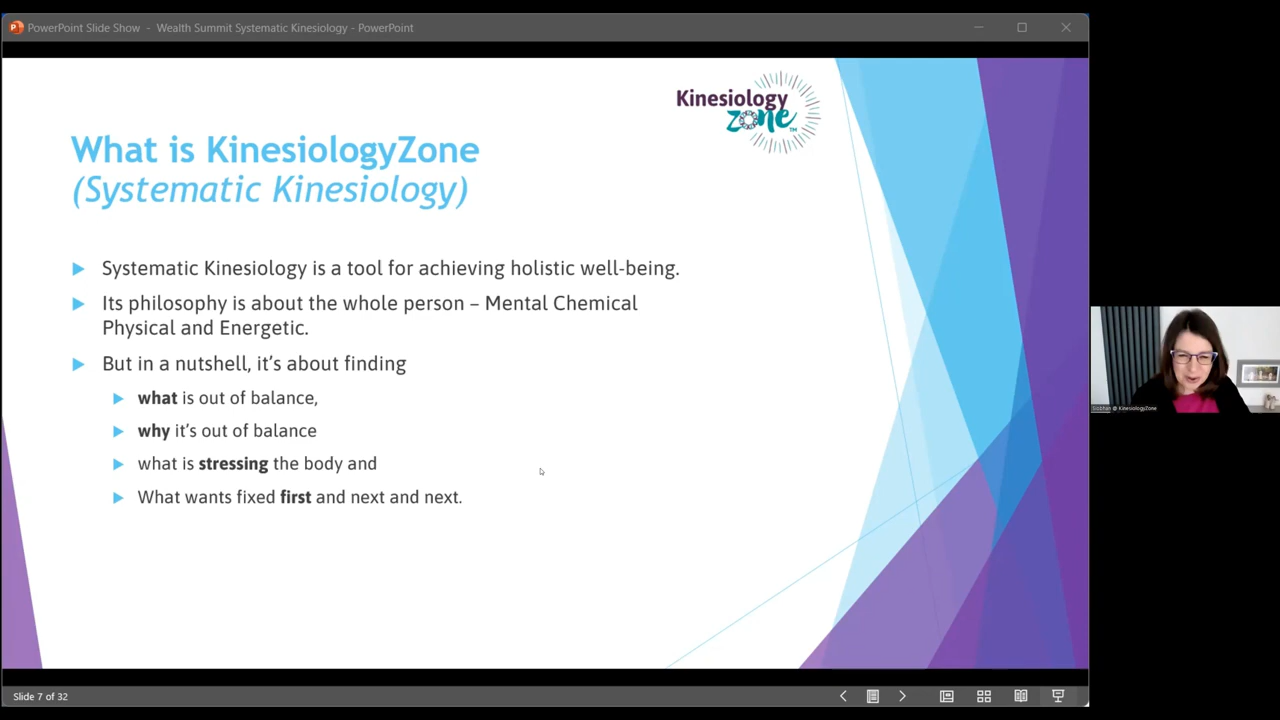 PowerPoint Slide Show - Wealth Summit Systematic Kinesiology - PowerPoint
Kinesiology
zone™
What is KinesiologyZone
(Systematic Kinesiology)
Systematic Kinesiology is a tool for achieving holistic well-being.
Its philosophy is about the whole person – Mental Chemical
Physical and Energetic.
But in a nutshell, it's about finding
what is out of balance,
why it's out of balance
what is stressing the body and
What wants fixed first and next and next.
Siobhan @ KinesiologyZone
Slide 7 of 32